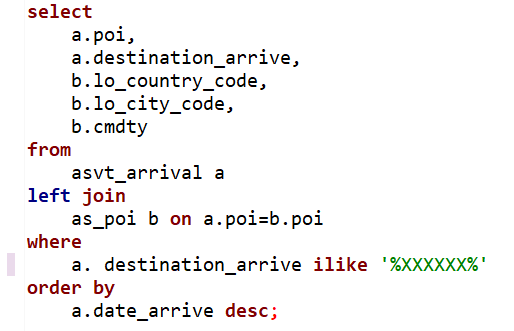 select
a.poi,
a.destination_arrive,
b.lo_country_code,
b.lo_city_code,
b.cmdty
from
asvt_arrival a
left join
as_poi b on a.poi=b.poi
where
a. destination_arrive ilike '%XXXXXX%'
order by
a.date_arrive desc;